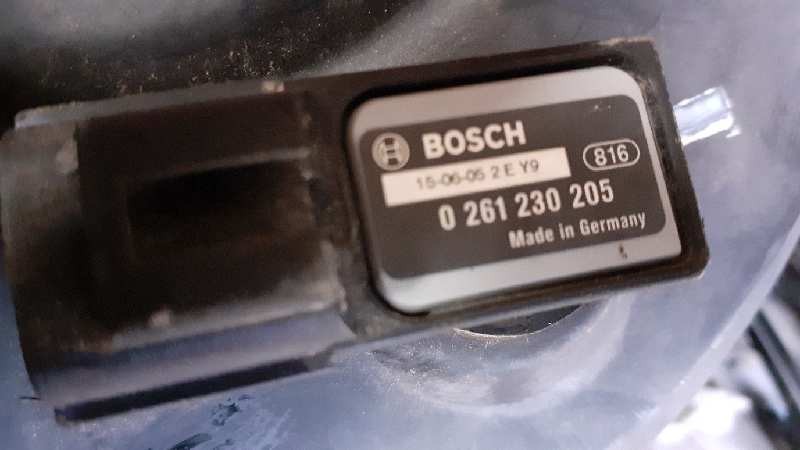 BOSCH
15-06-05 2 E Y9
816
0 261 230 205
Made in Germany